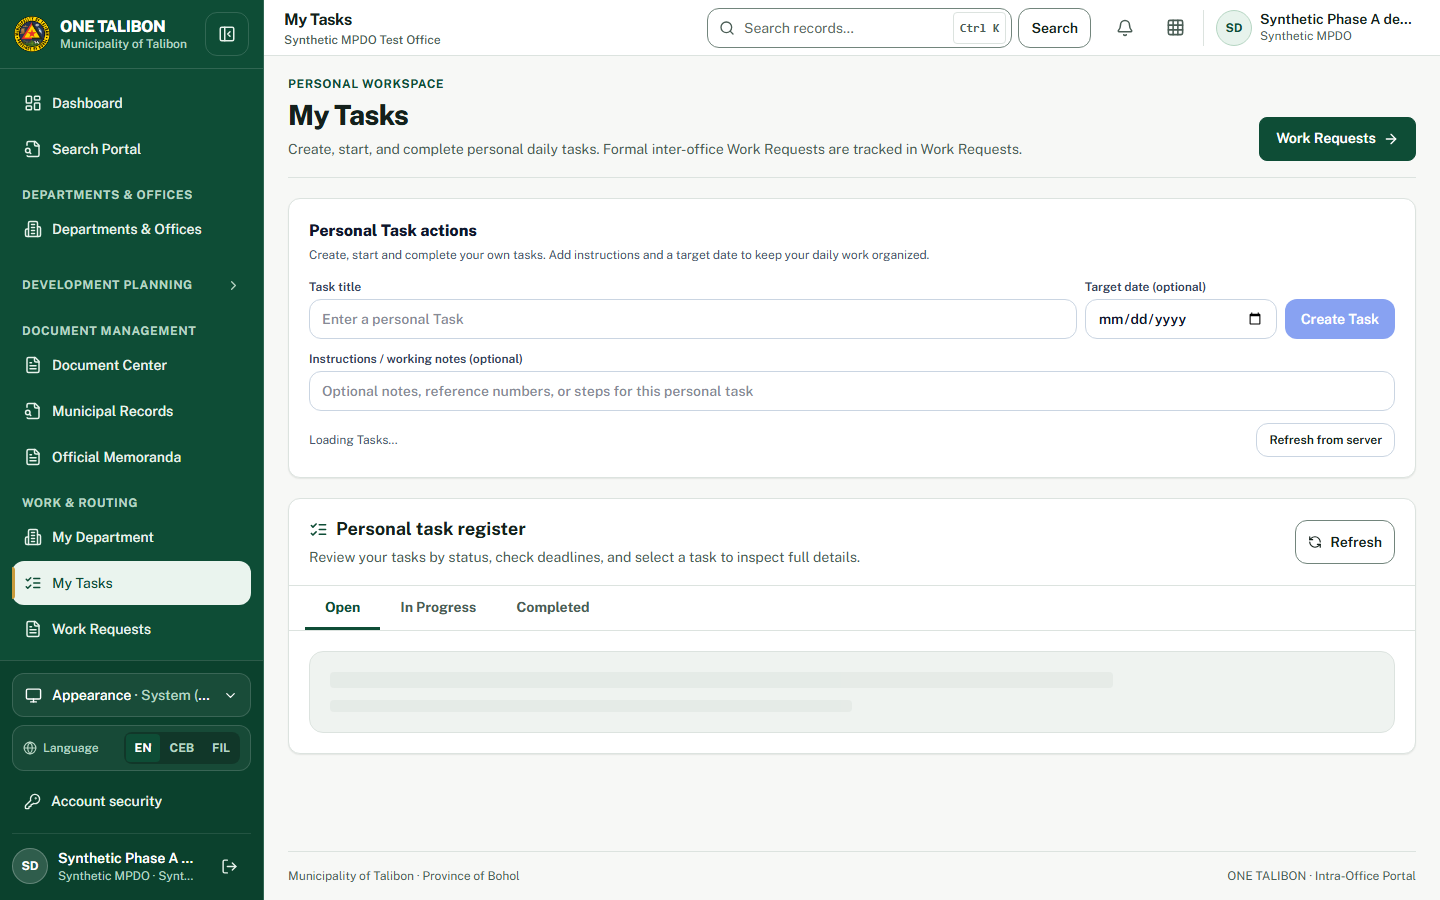 ONE TALIBON
Municipality of Talibon
Dashboard
Search Portal
DEPARTMENTS & OFFICES
Departments & Offices
DEVELOPMENT PLANNING
DOCUMENT MANAGEMENT
Document Center
Municipal Records
Official Memoranda
WORK & ROUTING
My Department
My Tasks
Work Requests
Appearance · System (...
Language EN CEB FIL
Account security
SD Synthetic Phase A ...
Synthetic MPDO · Synt...
My Tasks
Synthetic MPDO Test Office
Search records... Ctrl K Search
SD Synthetic Phase A de...
Synthetic MPDO
PERSONAL WORKSPACE
My Tasks
Create, start, and complete personal daily tasks. Formal inter-office Work Requests are tracked in Work Requests.
Work Requests
Personal Task actions
Create, start and complete your own tasks. Add instructions and a target date to keep your daily work organized.
Task title Target date (optional)
Enter a personal Task mm/dd/yyyy Create Task
Instructions / working notes (optional)
Optional notes, reference numbers, or steps for this personal task
Loading Tasks... Refresh from server
Personal task register
Review your tasks by status, check deadlines, and select a task to inspect full details.
Refresh
Open In Progress Completed
Municipality of Talibon · Province of Bohol ONE TALIBON · Intra-Office Portal